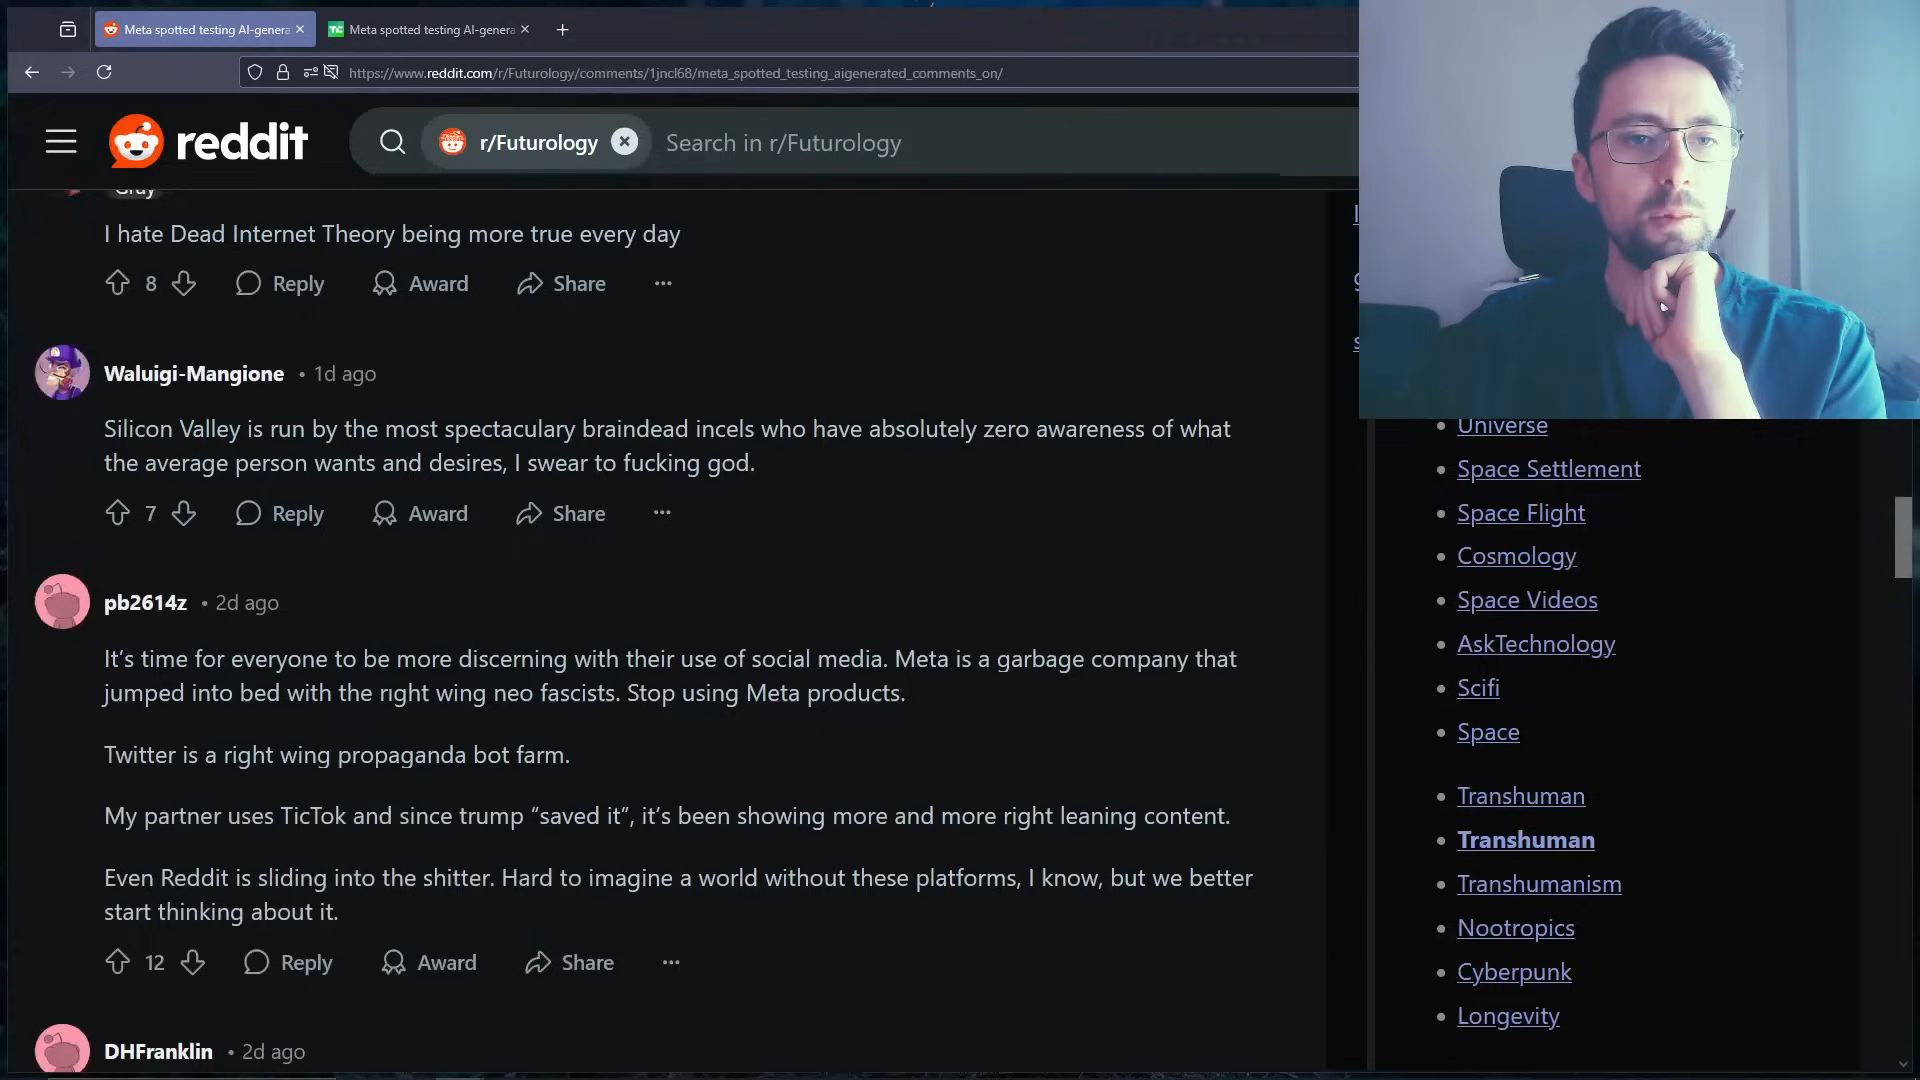 Meta spotted testing AI-genera
Meta spotted testing AI-genera
https://www.reddit.com/r/Futurology/comments/1jncl68/meta_spotted_testing_aigenerated_comments_on/
reddit
r/Futurology
Search in r/Futurology
Gray
I hate Dead Internet Theory being more true every day
8 Reply Award Share
Waluigi-Mangione • 1d ago
Silicon Valley is run by the most spectaculary braindead incels who have absolutely zero awareness of what
the average person wants and desires, I swear to fucking god.
7 Reply Award Share
pb2614z • 2d ago
It’s time for everyone to be more discerning with their use of social media. Meta is a garbage company that
jumped into bed with the right wing neo fascists. Stop using Meta products.
Twitter is a right wing propaganda bot farm.
My partner uses TicTok and since trump “saved it”, it’s been showing more and more right leaning content.
Even Reddit is sliding into the shitter. Hard to imagine a world without these platforms, I know, but we better
start thinking about it.
12 Reply Award Share
DHFranklin • 2d ago
Universe
Space Settlement
Space Flight
Cosmology
Space Videos
AskTechnology
Scifi
Space
Transhuman
Transhuman
Transhumanism
Nootropics
Cyberpunk
Longevity